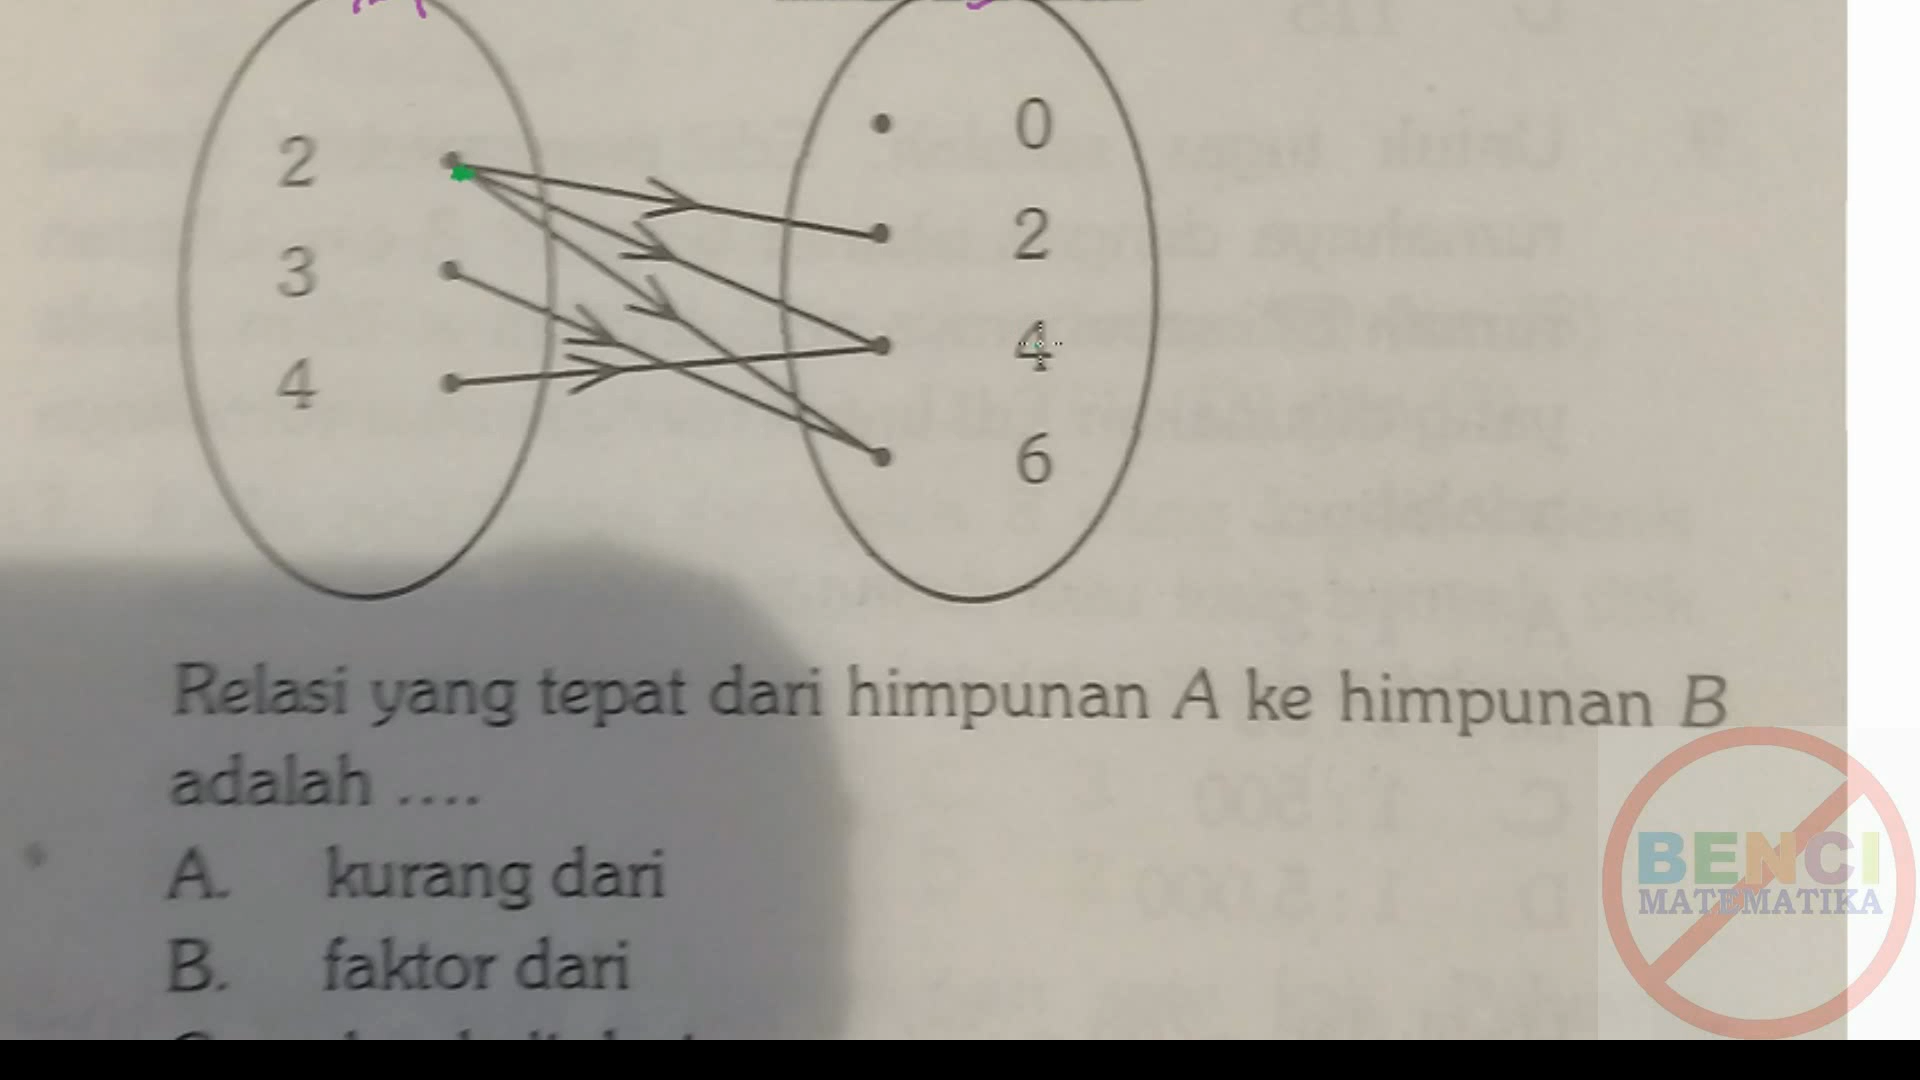 0
2
2
3
4
4
6
Relasi yang tepat dari himpunan A ke himpunan B
adalah ....
A. kurang dari
B. faktor dari
BENCI
MATEMATIKA